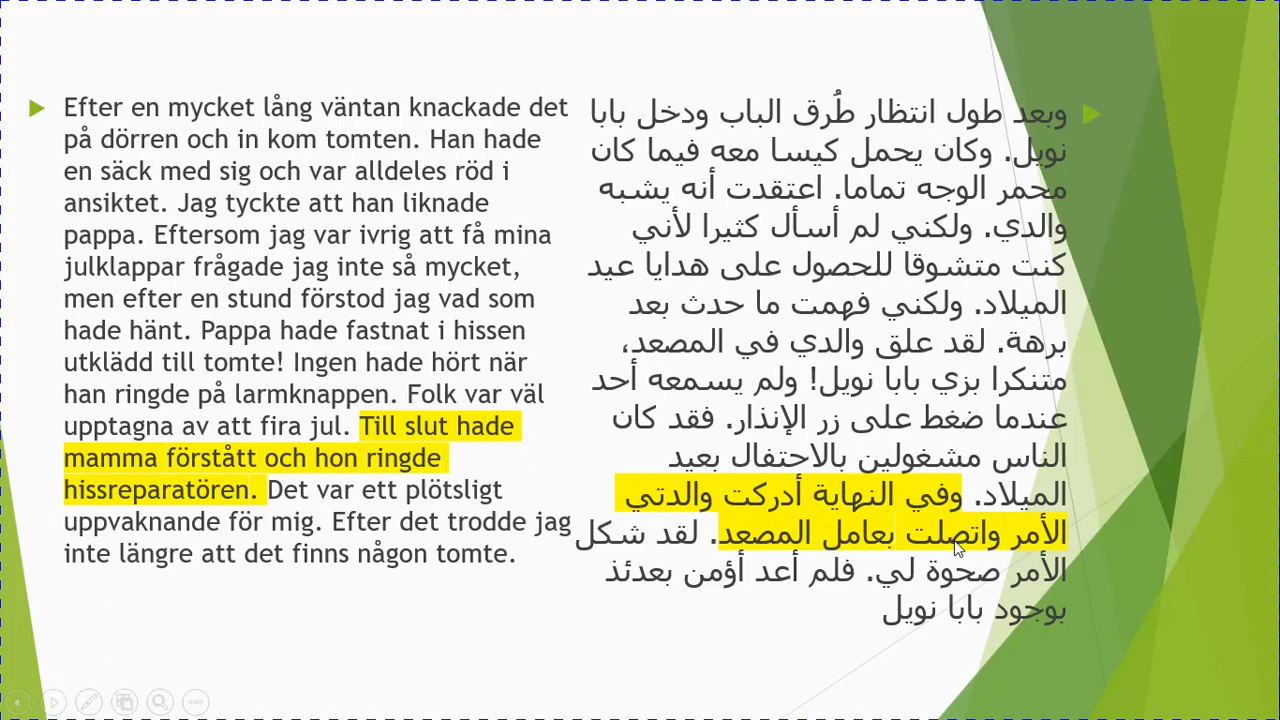 Efter en mycket lång väntan knackade det
på dörren och in kom tomten. Han hade
en säck med sig och var alldeles röd i
ansiktet. Jag tyckte att han liknade
pappa. Eftersom jag var ivrig att få mina
julklappar frågade jag inte så mycket,
men efter en stund förstod jag vad som
hade hänt. Pappa hade fastnat i hissen
utklädd till tomte! Ingen hade hört när
han ringde på larmknappen. Folk var väl
upptagna av att fira jul. Till slut hade
mamma förstått och hon ringde
hissreparatören. Det var ett plötsligt
uppvaknande för mig. Efter det trodde jag
inte längre att det finns någon tomte.
وبعد طول انتظار طُرق الباب ودخل بابا
نويل. وكان يحمل كيسا معه فيما كان
محمر الوجه تماما. اعتقدت أنه يشبه
والدي. ولكني لم أسأل كثيرا لأني
كنت متشوقا للحصول على هدايا عيد
الميلاد. ولكني فهمت ما حدث بعد
برهة. لقد علق والدي في المصعد،
متنكرا بزي بابا نويل! ولم يسمعه أحد
عندما ضغط على زر الإنذار. فقد كان
الناس مشغولين بالاحتفال بعيد
الميلاد. وفي النهاية أدركت والدتي
الأمر واتصلت بعامل المصعد. لقد شكل
الأمر صحوة لي. فلم أعد أؤمن بعدئذ
بوجود بابا نويل